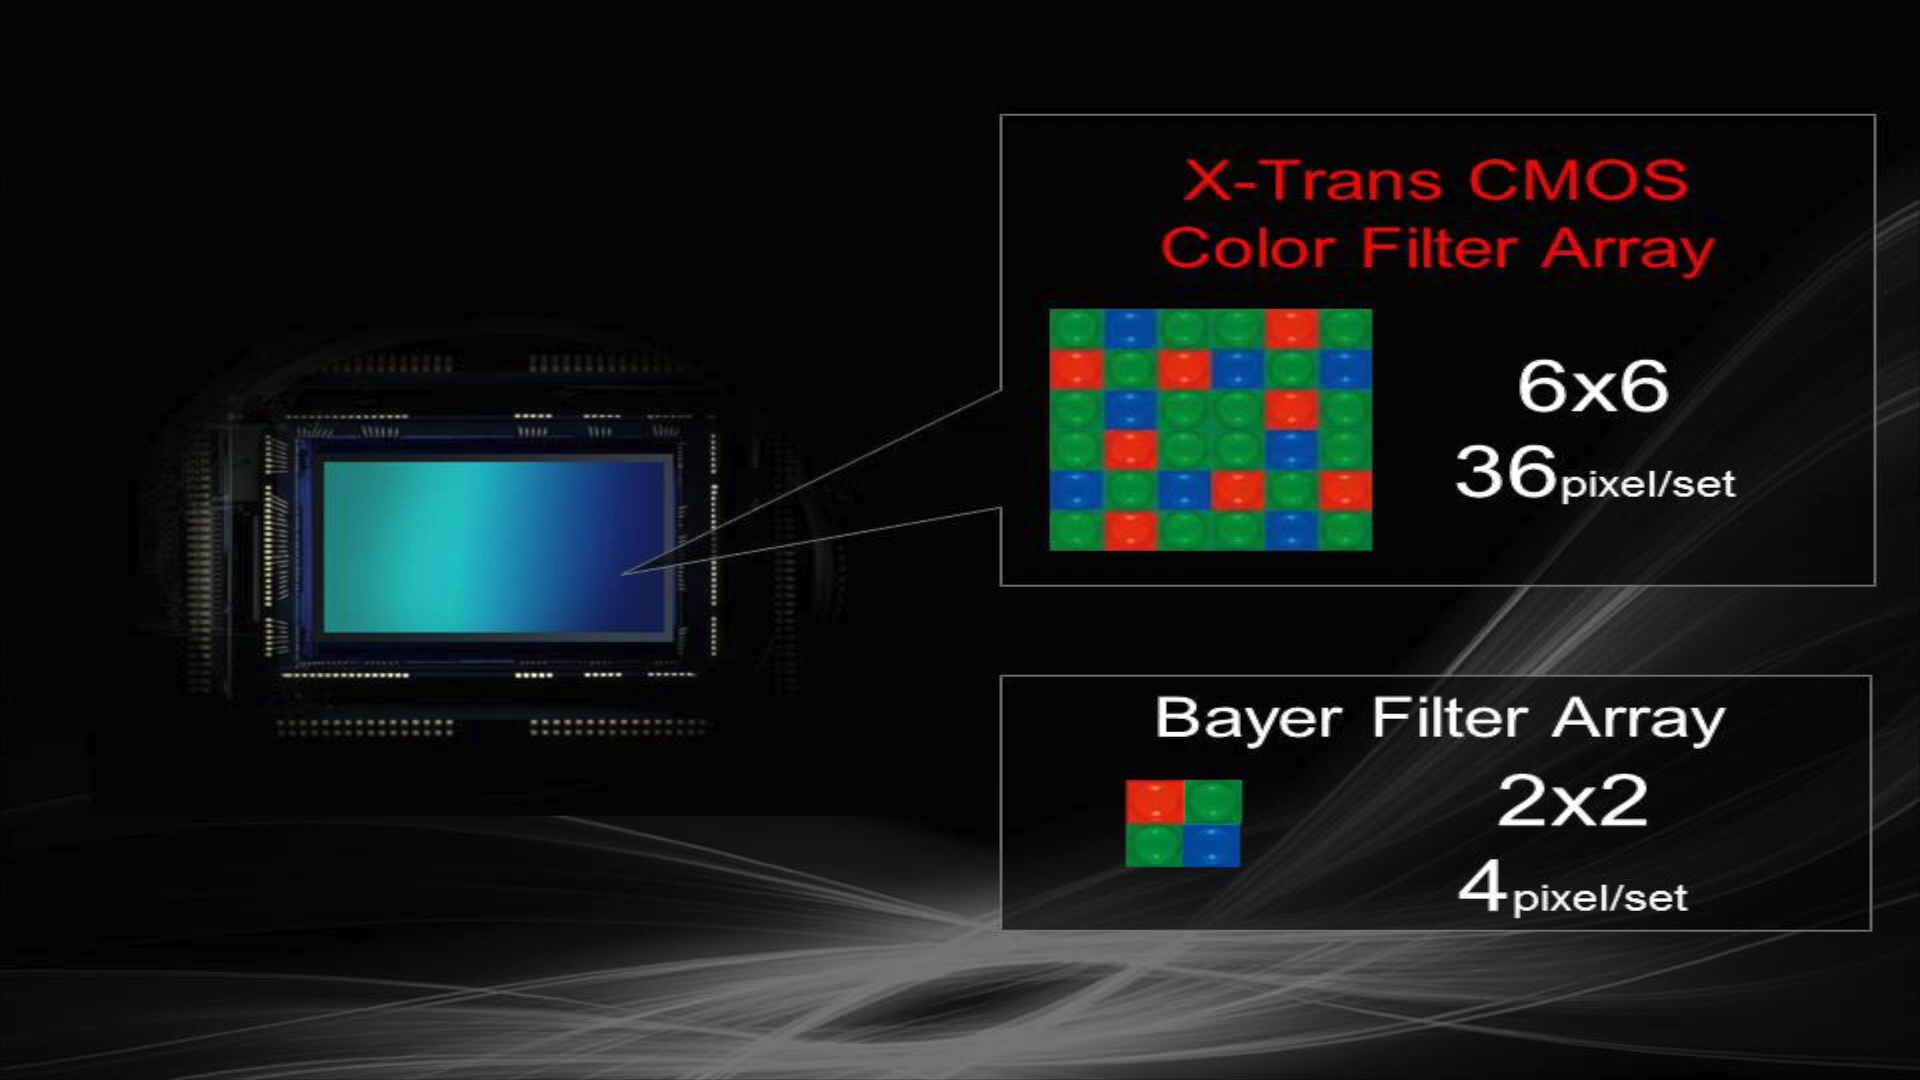 X-Trans CMOS
Color Filter Array
6x6
36pixel/set
Bayer Filter Array
2x2
4pixel/set